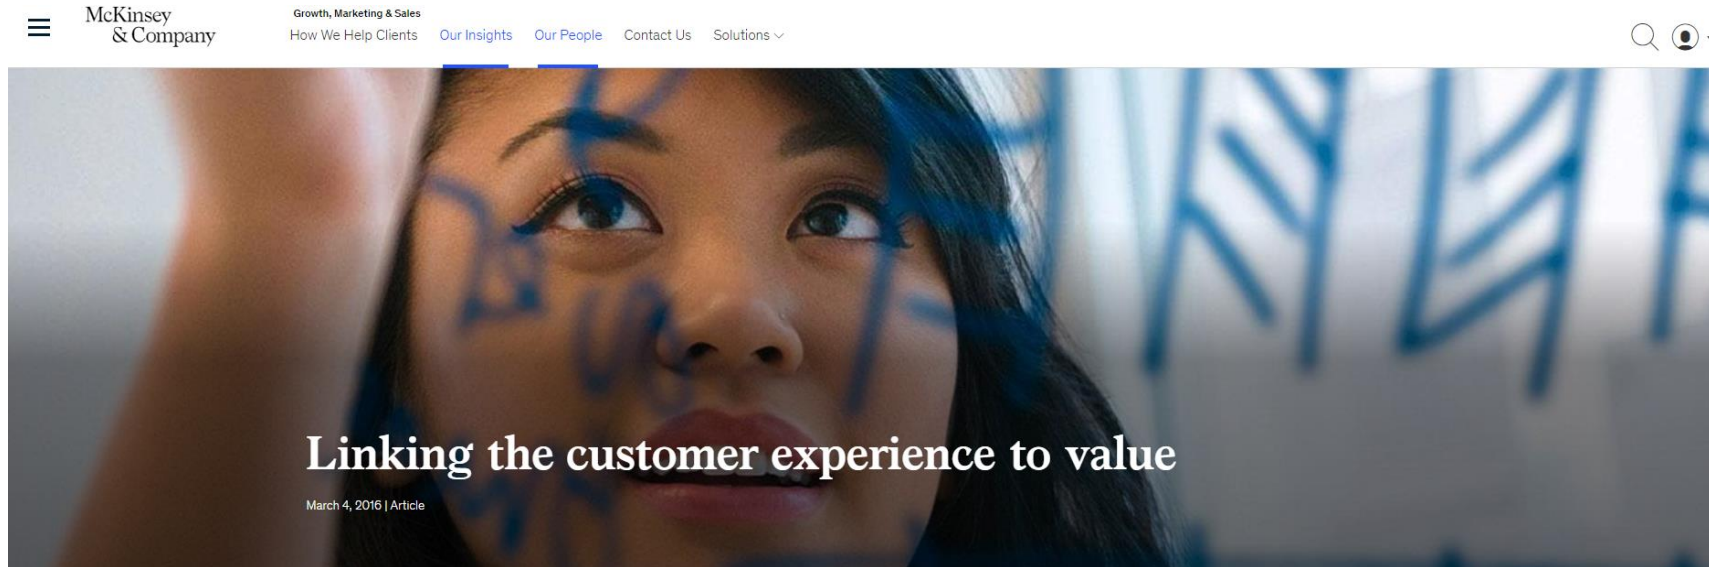 McKinsey
& Company
Growth, Marketing & Sales
How We Help Clients Our Insights Our People Contact Us Solutions
Linking the customer experience to value
March 4, 2016 | Article